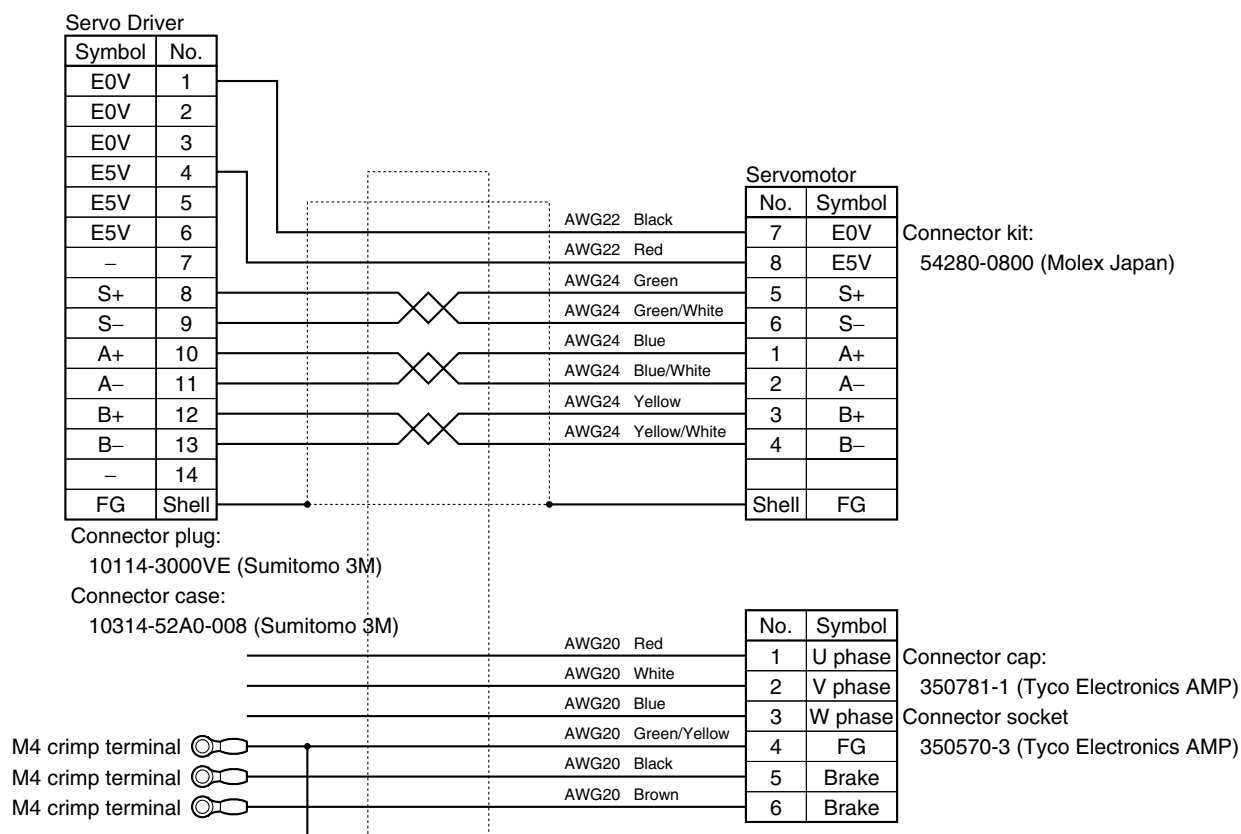 Servo Driver
Symbol No.
E0V 1
E0V 2
E0V 3
E5V 4
E5V 5
E5V 6
– 7
S+ 8
S– 9
A+ 10
A– 11
B+ 12
B– 13
– 14
FG Shell
Connector plug:
10114-3000VE (Sumitomo 3M)
Connector case:
10314-52A0-008 (Sumitomo 3M)
AWG22 Black
AWG22 Red
AWG24 Green
AWG24 Green/White
AWG24 Blue
AWG24 Blue/White
AWG24 Yellow
AWG24 Yellow/White
Servomotor
No. Symbol
7 E0V
8 E5V
5 S+
6 S–
1 A+
2 A–
3 B+
4 B–
Shell FG
Connector kit:
54280-0800 (Molex Japan)
M4 crimp terminal
M4 crimp terminal
M4 crimp terminal
AWG20 Red
AWG20 White
AWG20 Blue
AWG20 Green/Yellow
AWG20 Black
AWG20 Brown
No. Symbol
1 U phase
2 V phase
3 W phase
4 FG
5 Brake
6 Brake
Connector cap:
350781-1 (Tyco Electronics AMP)
Connector socket
350570-3 (Tyco Electronics AMP)